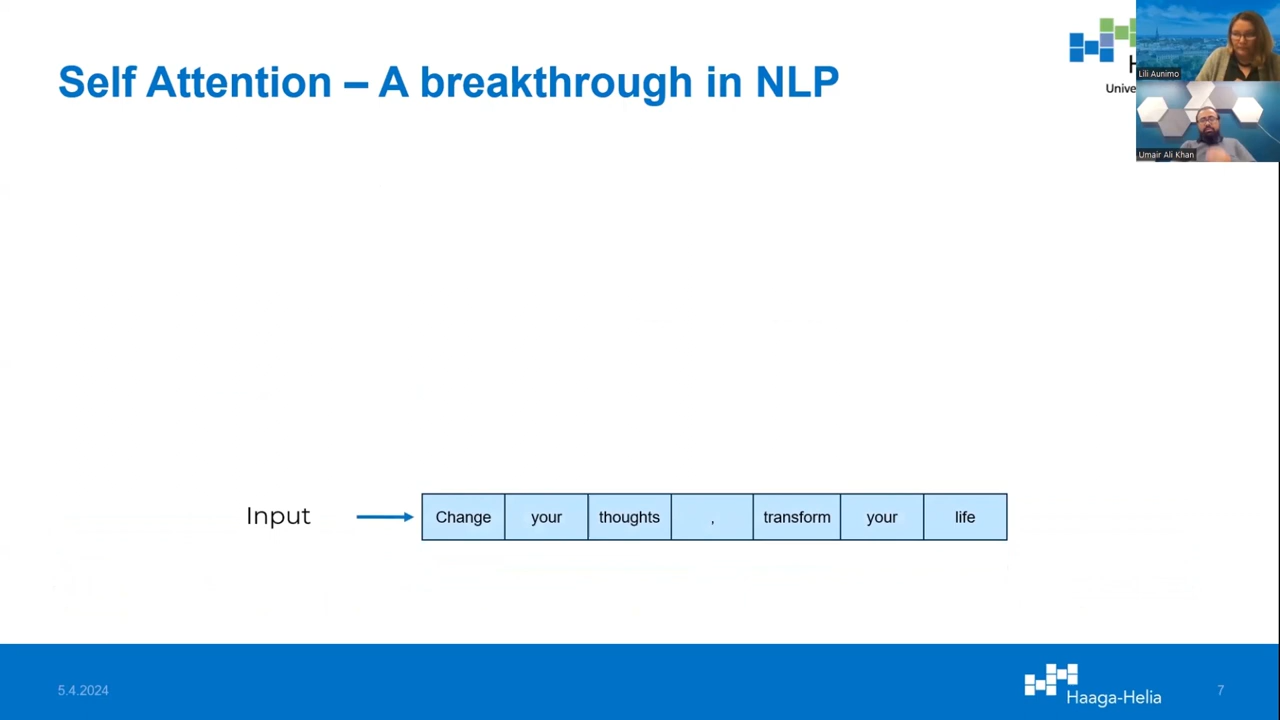 Self Attention – A breakthrough in NLP
Lili Aunimo
Umair Ali Khan
Input
Change your thoughts , transform your life
5.4.2024
Haaga-Helia
7